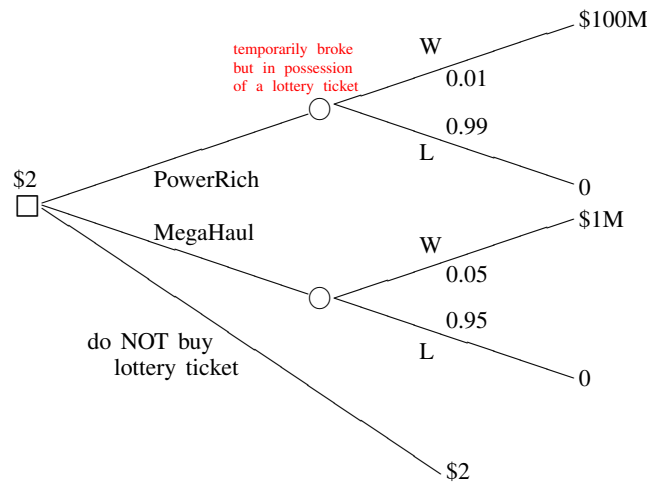 $100M
temporarily broke
but in possession
of a lottery ticket
W
0.01
0.99
L
$2
PowerRich
0
$1M
MegaHaul
W
0.05
0.95
do NOT buy
lottery ticket
L
0
$2